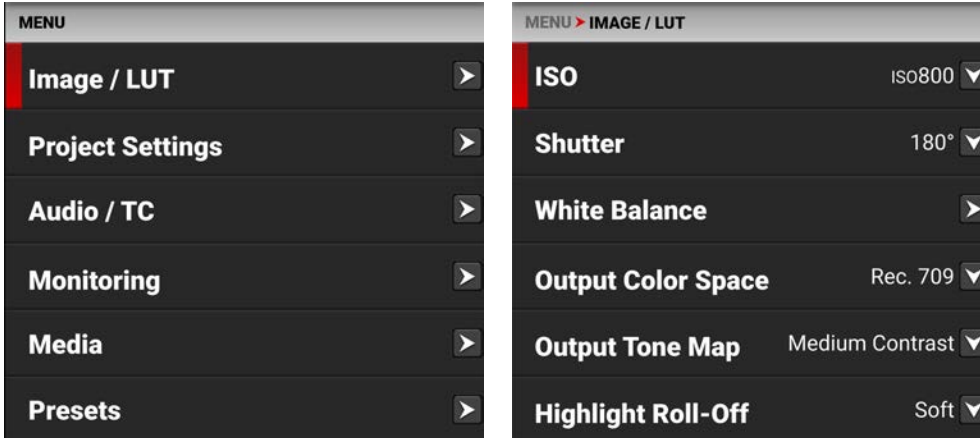 MENU
Image / LUT
Project Settings
Audio / TC
Monitoring
Media
Presets
MENU > IMAGE / LUT
ISO ISO800
Shutter 180°
White Balance
Output Color Space Rec. 709
Output Tone Map Medium Contrast
Highlight Roll-Off Soft